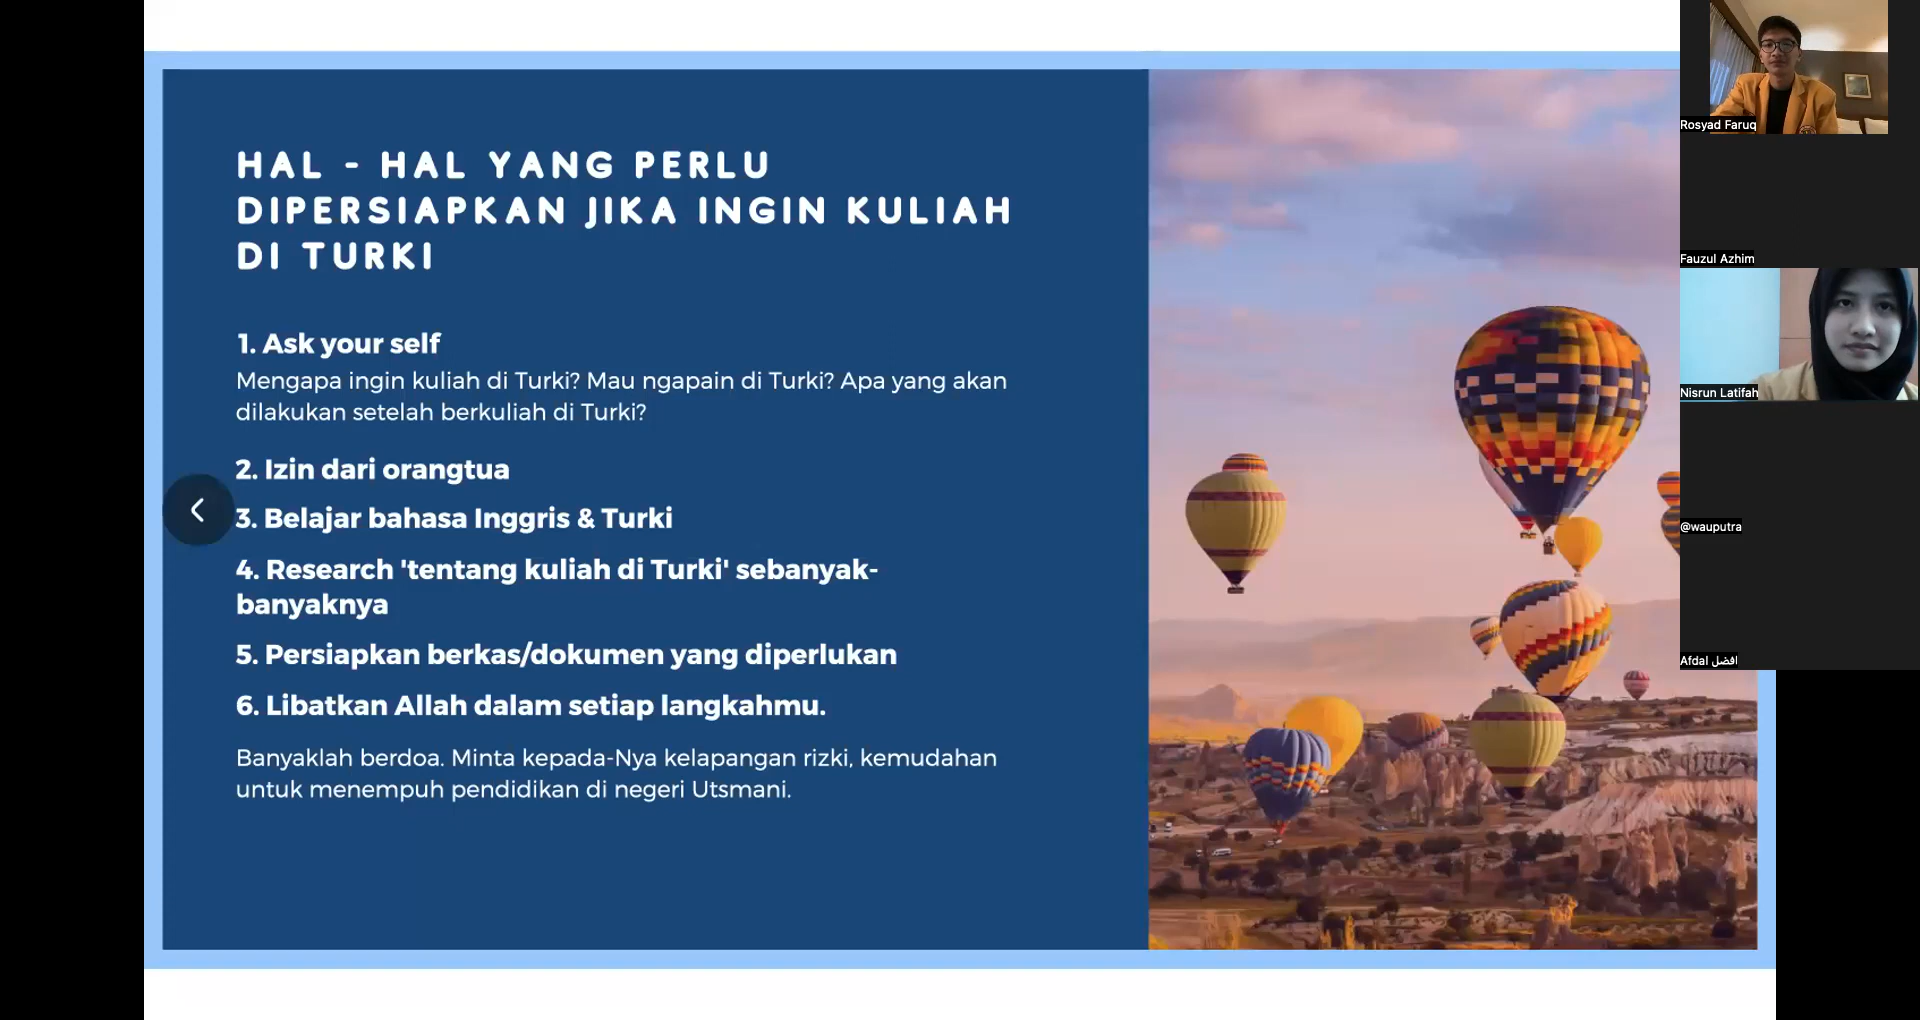 HAL - HAL YANG PERLU
DIPERSIAPKAN JIKA INGIN KULIAH
DI TURKI
1. Ask your self
Mengapa ingin kuliah di Turki? Mau ngapain di Turki? Apa yang akan
dilakukan setelah berkuliah di Turki?
2. Izin dari orangtua
3. Belajar bahasa Inggris & Turki
4. Research 'tentang kuliah di Turki' sebanyak-
banyaknya
5. Persiapkan berkas/dokumen yang diperlukan
6. Libatkan Allah dalam setiap langkahmu.
Banyaklah berdoa. Minta kepada-Nya kelapangan rizki, kemudahan
untuk menempuh pendidikan di negeri Utsmani.
Rosyad Faruq
Fauzul Azhim
Nisrun Latifah
@wauputra
Afdal افضل